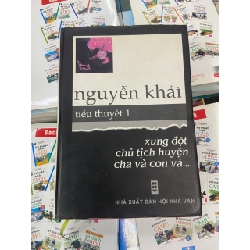 nguyễn khải
tiểu thuyết 1
xung đột
chủ tịch huyện
cha và con và...
NHÀ XUẤT BẢN HỘI NHÀ VĂN